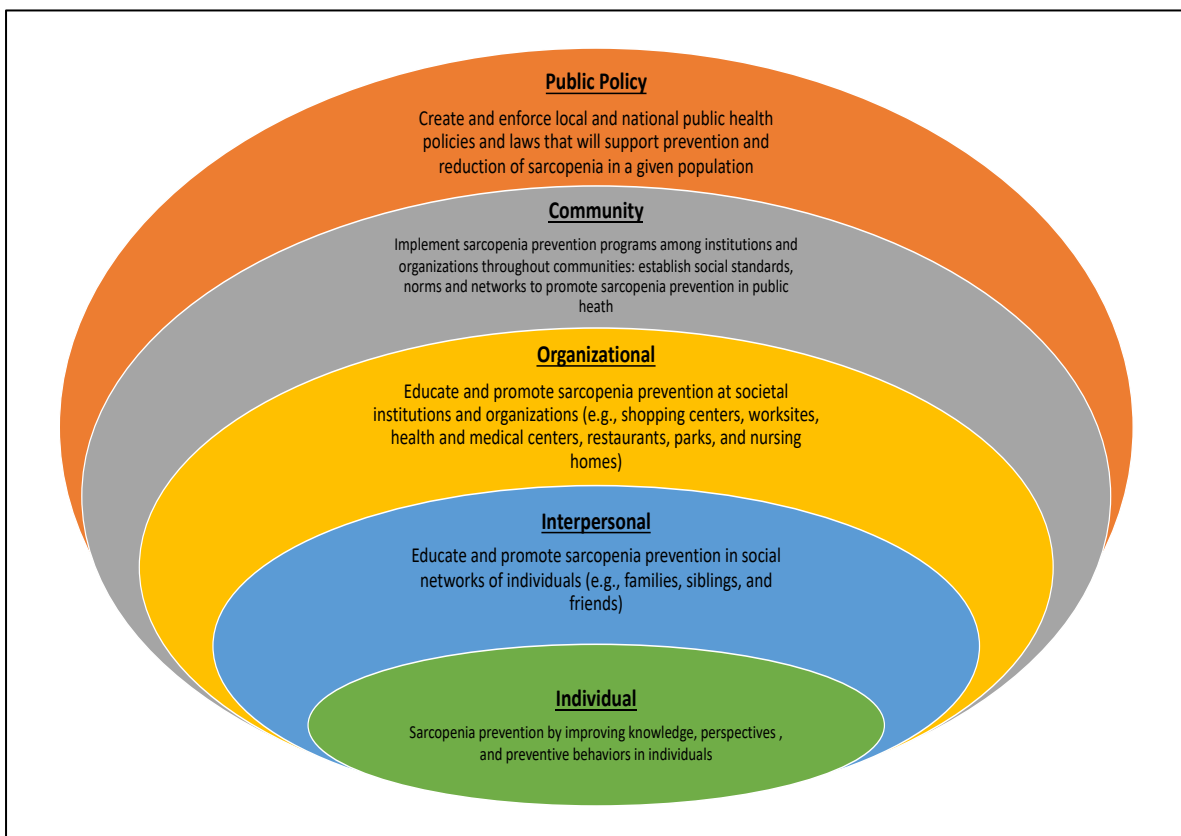 Public Policy
Create and enforce local and national public health
policies and laws that will support prevention and
reduction of sarcopenia in a given population
Community
Implement sarcopenia prevention programs among institutions and
organizations throughout communities: establish social standards,
norms and networks to promote sarcopenia prevention in public
heath
Organizational
Educate and promote sarcopenia prevention at societal
institutions and organizations (e.g., shopping centers, worksites,
health and medical centers, restaurants, parks, and nursing
homes)
Interpersonal
Educate and promote sarcopenia prevention in social
networks of individuals (e.g., families, siblings, and
friends)
Individual
Sarcopenia prevention by improving knowledge, perspectives ,
and preventive behaviors in individuals